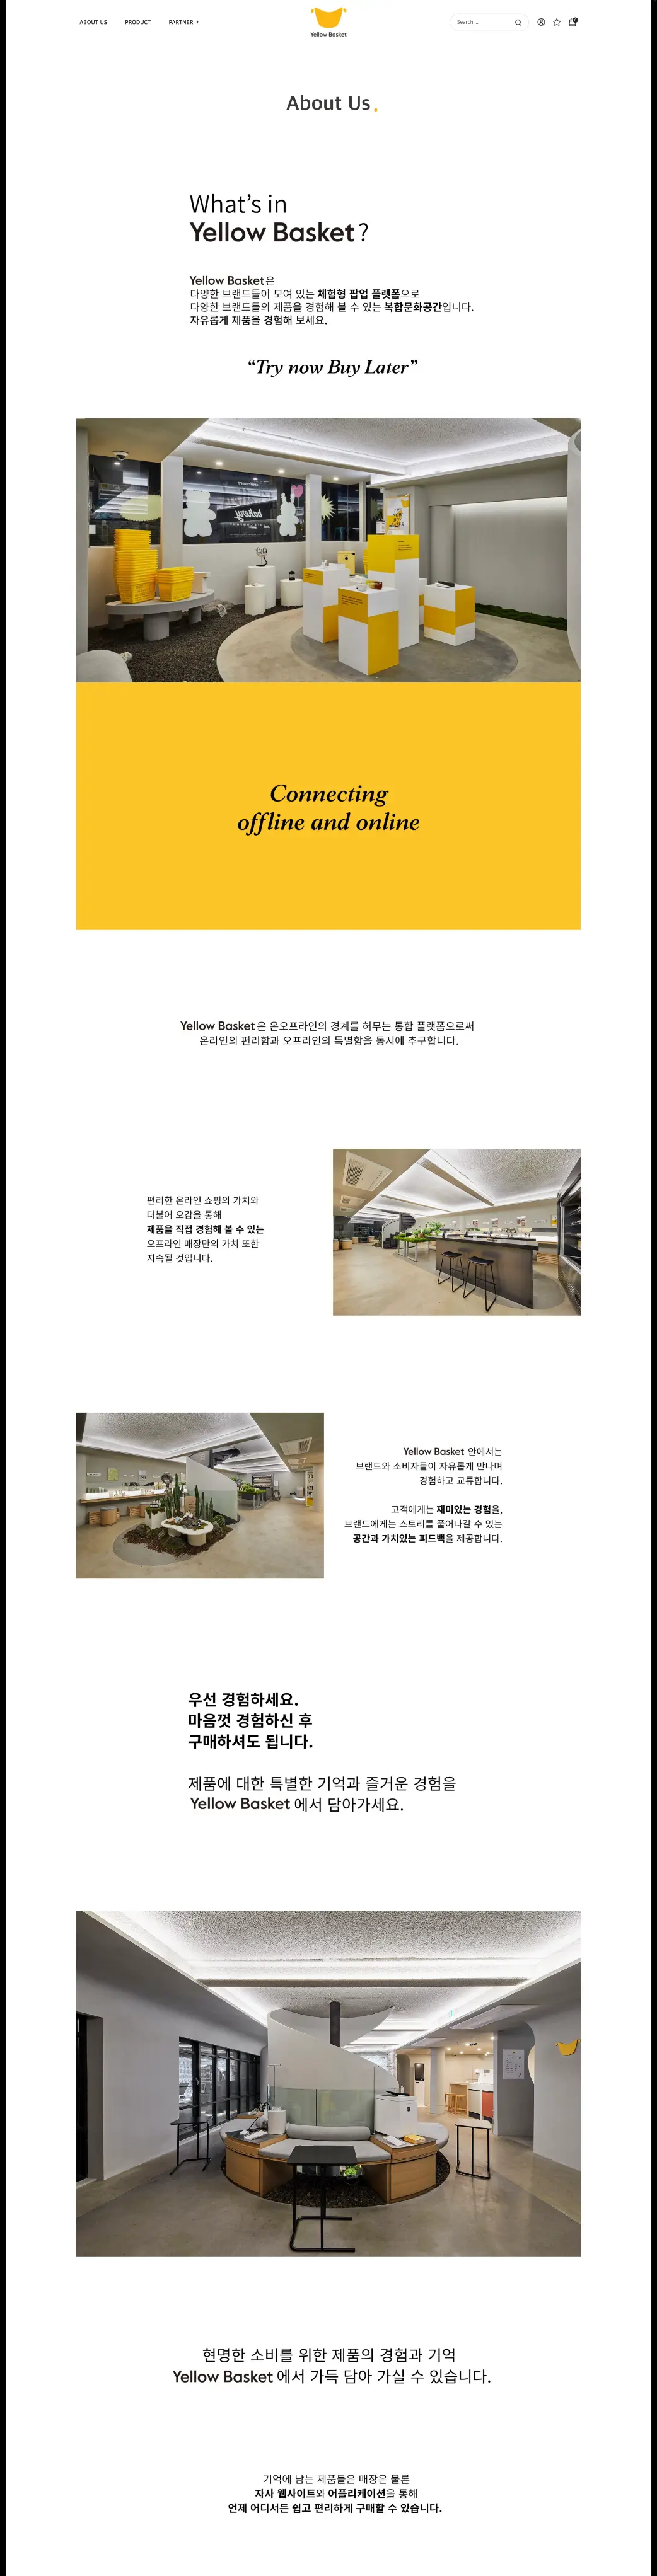 ABOUT US
PRODUCT
PARTNER
Yellow Basket
Search ...
About Us.
What's in
Yellow Basket?
Yellow Basket은
다양한 브랜드들이 모여 있는 체험형 팝업 플랫폼으로
다양한 브랜드들의 제품을 경험해 볼 수 있는 복합문화공간입니다.
자유롭게 제품을 경험해 보세요.
“Try now Buy Later”
bakery
Connecting
offline and online
Yellow Basket은 온오프라인의 경계를 허무는 통합 플랫폼으로써
온라인의 편리함과 오프라인의 특별함을 동시에 추구합니다.
편리한 온라인 쇼핑의 가치와
더불어 오감을 통해
제품을 직접 경험해 볼 수 있는
오프라인 매장만의 가치 또한
지속될 것입니다.
Yellow Basket 안에서는
브랜드와 소비자들이 자유롭게 만나며
경험하고 교류합니다.
고객에게는 재미있는 경험을,
브랜드에게는 스토리를 풀어나갈 수 있는
공간과 가치있는 피드백을 제공합니다.
우선 경험하세요.
마음껏 경험하신 후
구매하셔도 됩니다.
제품에 대한 특별한 기억과 즐거운 경험을
Yellow Basket 에서 담아가세요.
현명한 소비를 위한 제품의 경험과 기억
Yellow Basket 에서 가득 담아 가실 수 있습니다.
기억에 남는 제품들은 매장은 물론
자사 웹사이트와 어플리케이션을 통해
언제 어디서든 쉽고 편리하게 구매할 수 있습니다.